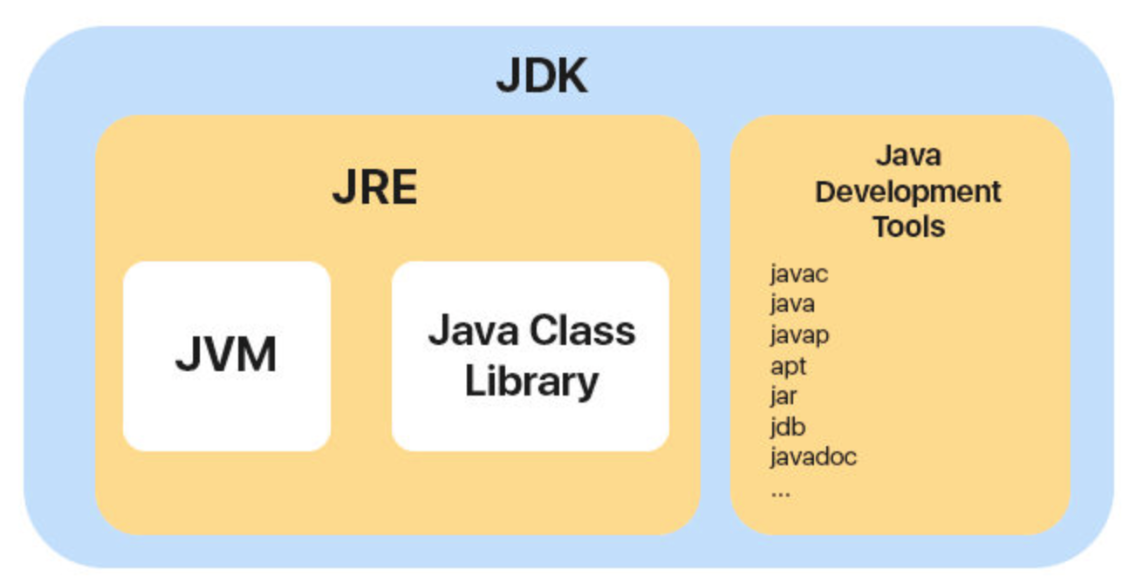 JDK
JRE
JVM
Java Class
Library
Java
Development
Tools
javac
java
javap
apt
jar
jdb
javadoc
...